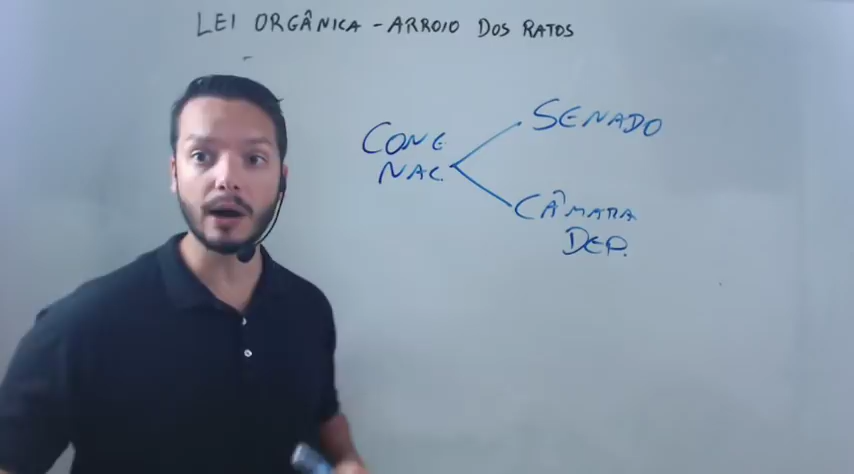 LEI ORGÂNICA - ARROIO DOS RATOS
CONG
NAC.
SENADO
CÂMARA
DEP.